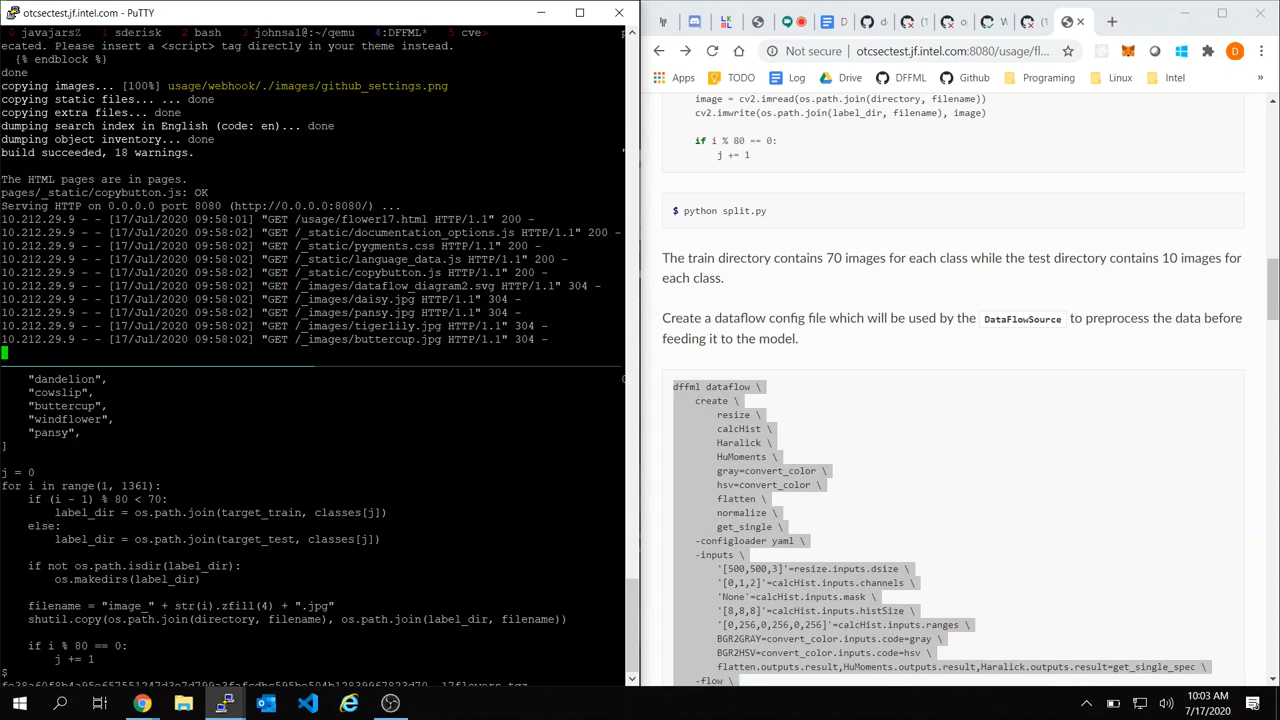 otcsectest.jf.intel.com - PuTTY
0 javajarsZ 1 sderisk 2 bash 3 johnsal@:~/qemu 4:DFFML* 5 cve>
ecated. Please insert a <script> tag directly in your theme instead.
{% endblock %}
done
copying images... [100%] usage/webhook/./images/github_settings.png
copying static files... ... done
copying extra files... done
dumping search index in English (code: en)... done
dumping object inventory... done
build succeeded, 18 warnings.
The HTML pages are in pages.
pages/_static/copybutton.js: OK
Serving HTTP on 0.0.0.0 port 8080 (http://0.0.0.0:8080/) ...
10.212.29.9 - - [17/Jul/2020 09:58:01] "GET /usage/flower17.html HTTP/1.1" 200 -
10.212.29.9 - - [17/Jul/2020 09:58:02] "GET /_static/documentation_options.js HTTP/1.1" 200 -
10.212.29.9 - - [17/Jul/2020 09:58:02] "GET /_static/pygments.css HTTP/1.1" 200 -
10.212.29.9 - - [17/Jul/2020 09:58:02] "GET /_static/language_data.js HTTP/1.1" 200 -
10.212.29.9 - - [17/Jul/2020 09:58:02] "GET /_static/copybutton.js HTTP/1.1" 200 -
10.212.29.9 - - [17/Jul/2020 09:58:02] "GET /_images/dataflow_diagram2.svg HTTP/1.1" 304 -
10.212.29.9 - - [17/Jul/2020 09:58:02] "GET /_images/daisy.jpg HTTP/1.1" 304 -
10.212.29.9 - - [17/Jul/2020 09:58:02] "GET /_images/pansy.jpg HTTP/1.1" 304 -
10.212.29.9 - - [17/Jul/2020 09:58:02] "GET /_images/tigerlily.jpg HTTP/1.1" 304 -
10.212.29.9 - - [17/Jul/2020 09:58:02] "GET /_images/buttercup.jpg HTTP/1.1" 304 -
"dandelion",
"cowslip",
"buttercup",
"windflower",
"pansy",
]
j = 0
for i in range(1, 1361):
if (i - 1) % 80 < 70:
label_dir = os.path.join(target_train, classes[j])
else:
label_dir = os.path.join(target_test, classes[j])
if not os.path.isdir(label_dir):
os.makedirs(label_dir)
filename = "image_" + str(i).zfill(4) + ".jpg"
shutil.copy(os.path.join(directory, filename), os.path.join(label_dir, filename))
if i % 80 == 0:
j += 1
$
Not secure | otcsectest.jf.intel.com:8080/usage/fl...
Apps TODO Log Drive DFFML Github Programing Linux Intel »
image = cv2.imread(os.path.join(directory, filename))
cv2.imwrite(os.path.join(label_dir, filename), image)
if i % 80 == 0:
j += 1
$ python split.py
The train directory contains 70 images for each class while the test directory contains 10 images for
each class.
Create a dataflow config file which will be used by the DataFlowSource to preprocess the data before
feeding it to the model.
dffml dataflow \
create \
resize \
calcHist \
Haralick \
HuMoments \
gray=convert_color \
hsv=convert_color \
flatten \
normalize \
get_single \
-configloader yaml \
-inputs \
'[500,500,3]'=resize.inputs.dsize \
'[0,1,2]'=calcHist.inputs.channels \
'None'=calcHist.inputs.mask \
'[8,8,8]'=calcHist.inputs.histSize \
'[0,256,0,256,0,256]'=calcHist.inputs.ranges \
BGR2GRAY=convert_color.inputs.code=gray \
BGR2HSV=convert_color.inputs.code=hsv \
flatten.outputs.result,HuMoments.outputs.result,Haralick.outputs.result=get_single_spec \
-flow \
10:03 AM
7/17/2020